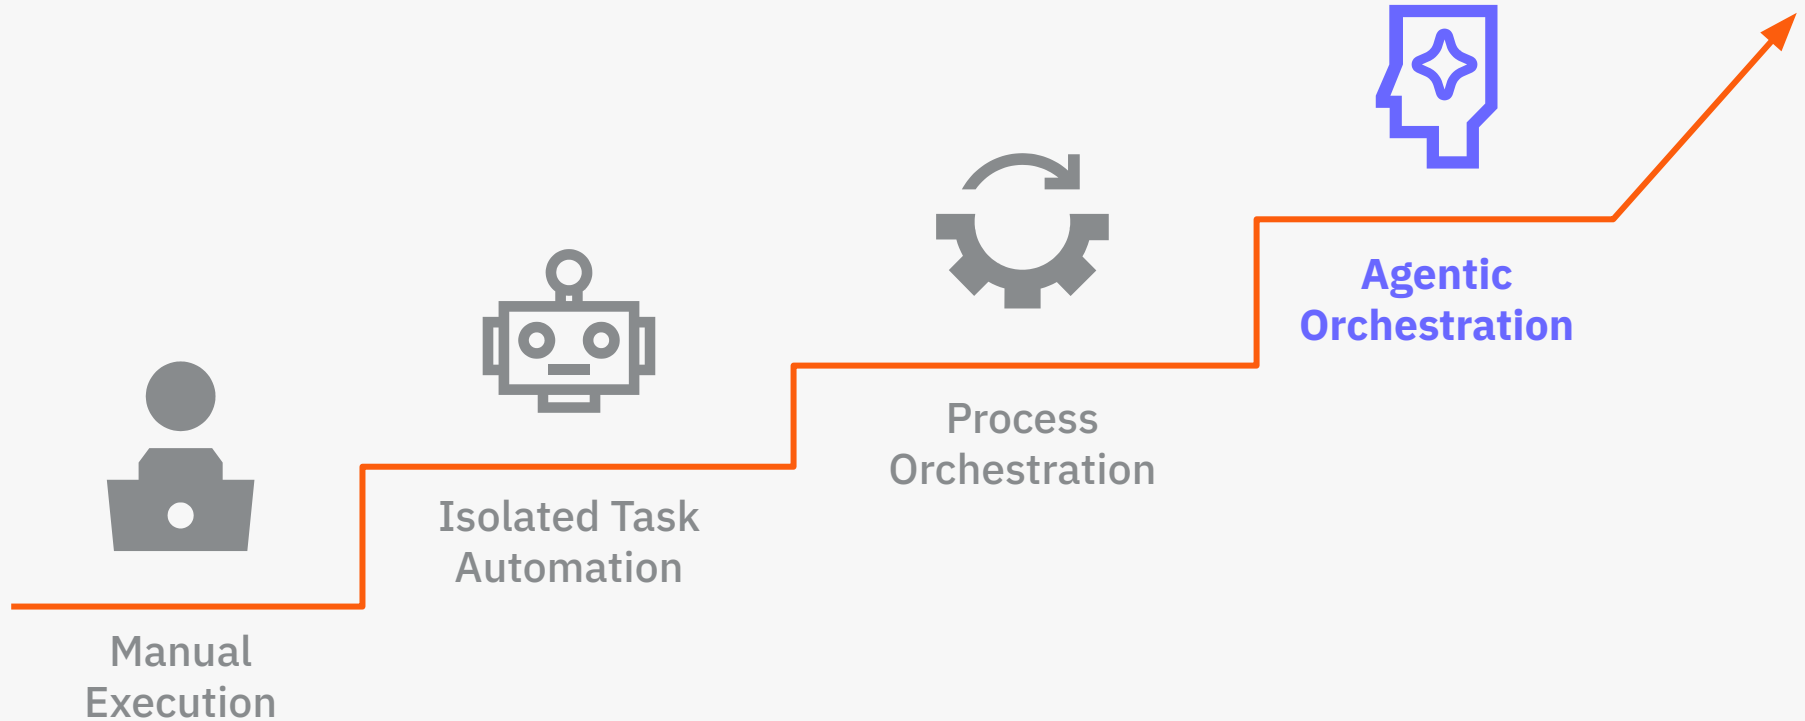 Manual
Execution
Isolated Task
Automation
Process
Orchestration
Agentic
Orchestration